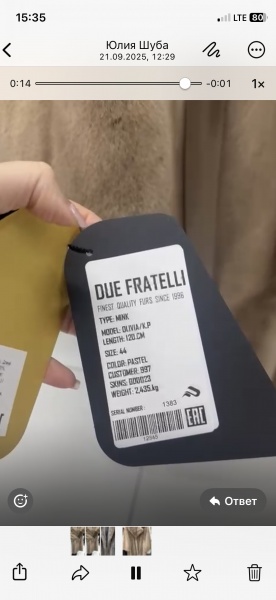 15:35
LTE 80
Юлия Шуба
21.09.2025, 12:29
0:14
-0:01
1×
DUE FRATELLI
FINEST QUALITY FURS SINCE 1996
TYPE: MINK
MODEL: OLIVIA/K.P
LENGTH: 120 CM
SIZE: 44
COLOR: PASTEL
CUSTOMER: 997
SKINS:
WEIGHT: 2,435 kg
SERIAL NUMBER: 1383
EAC
Ответ